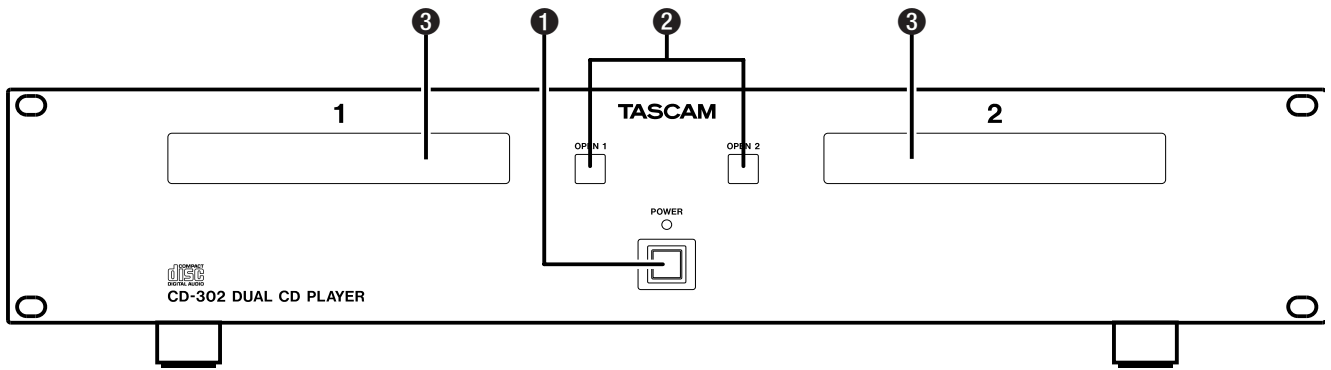 ❸ ❶ ❷ ❸
1 TASCAM 2
OPEN 1 OPEN 2
POWER
COMPACT
disc
DIGITAL AUDIO
CD-302 DUAL CD PLAYER